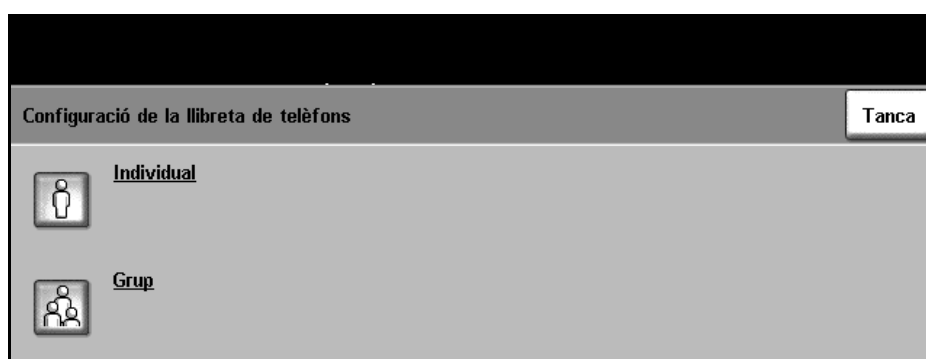 Configuració de la llibreta de telèfons
Tanca
Individual
Grup